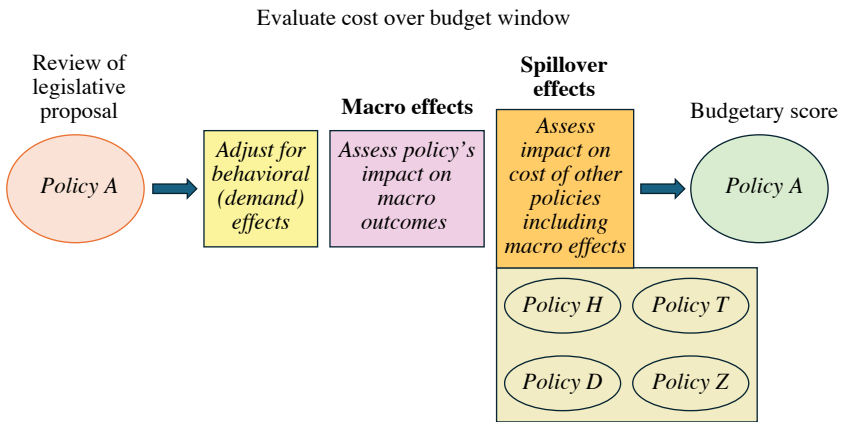 Evaluate cost over budget window
Review of
legislative
proposal
Policy A
Adjust for
behavioral
(demand)
effects
Macro effects
Assess policy’s
impact on
macro
outcomes
Spillover
effects
Assess
impact on
cost of other
policies
including
macro effects
Budgetary score
Policy A
Policy H
Policy T
Policy D
Policy Z